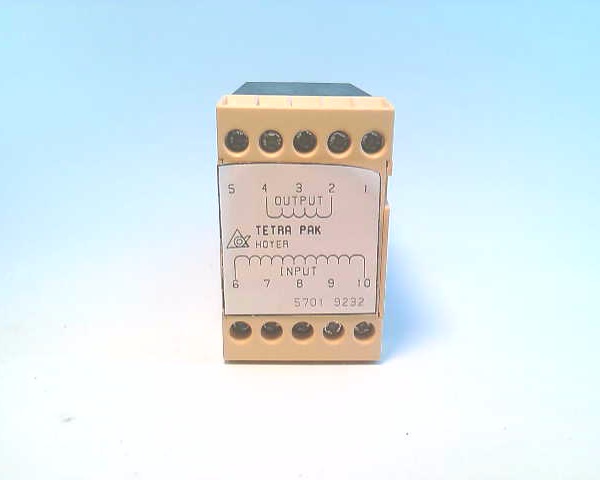 5 4 3 2 1
OUTPUT
TETRA PAK
HOYER
INPUT
6 7 8 9 10
5701 9232